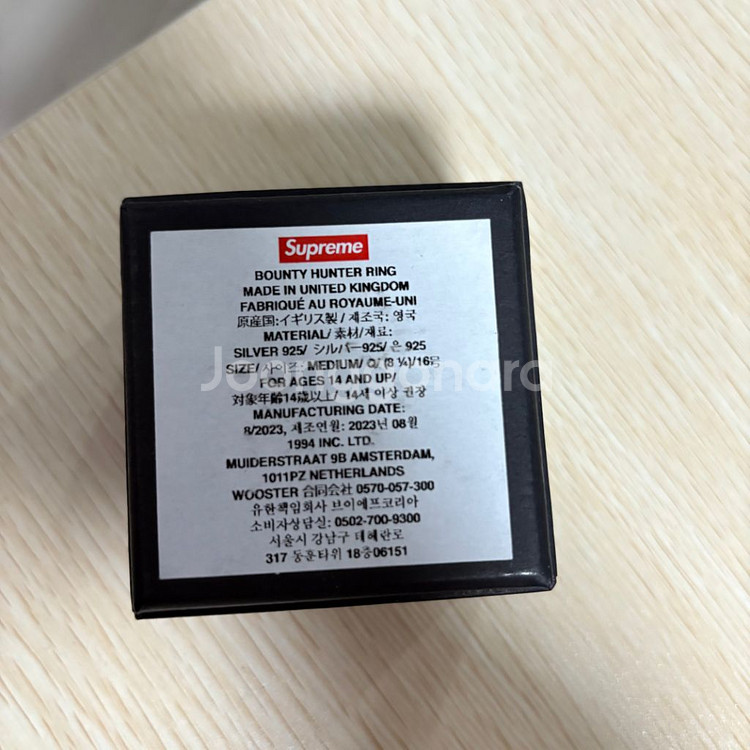 Supreme
BOUNTY HUNTER RING
MADE IN UNITED KINGDOM
FABRIQUÉ AU ROYAUME-UNI
原産国:イギリス製 / 제조국: 영국
MATERIAL/ 素材/재료:
SILVER 925/ シルバー925/ 은 925
SIZE/ 사이즈: MEDIUM/ Q/ (8 ¼)/16号
FOR AGES 14 AND UP/
対象年齢14歳以上/ 14세 이상 권장
MANUFACTURING DATE:
8/2023, 제조연월: 2023년 08월
1994 INC. LTD.
MUIDERSTRAAT 9B AMSTERDAM,
1011PZ NETHERLANDS
WOOSTER 合同会社 0570-057-300
유한책임회사 브이에프코리아
소비자상담실: 0502-700-9300
서울시 강남구 테헤란로
317 동훈타워 18층06151